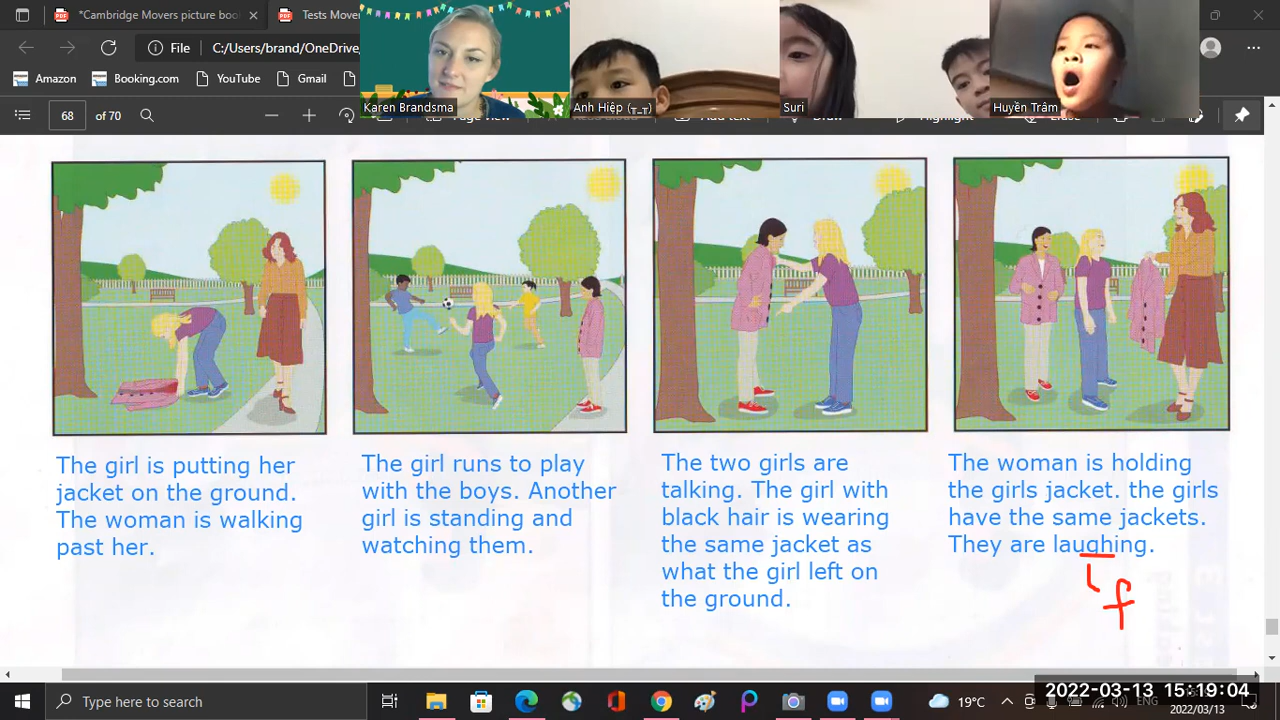 *Cambridge Movers picture boo
Tests Move
File
C:/Users/brand/OneDrive
Amazon
Booking.com
YouTube
Gmail
Karen Brandsma
Anh Hiệp (╥_╥)
Suri
Huyền Trâm
68 of 70
The girl is putting her
jacket on the ground.
The woman is walking
past her.
The girl runs to play
with the boys. Another
girl is standing and
watching them.
The two girls are
talking. The girl with
black hair is wearing
the same jacket as
what the girl left on
the ground.
The woman is holding
the girls jacket. the girls
have the same jackets.
They are laughing.
f
Type here to search
19°C
ENG
2022-03-13 15:19:04
2022/03/13